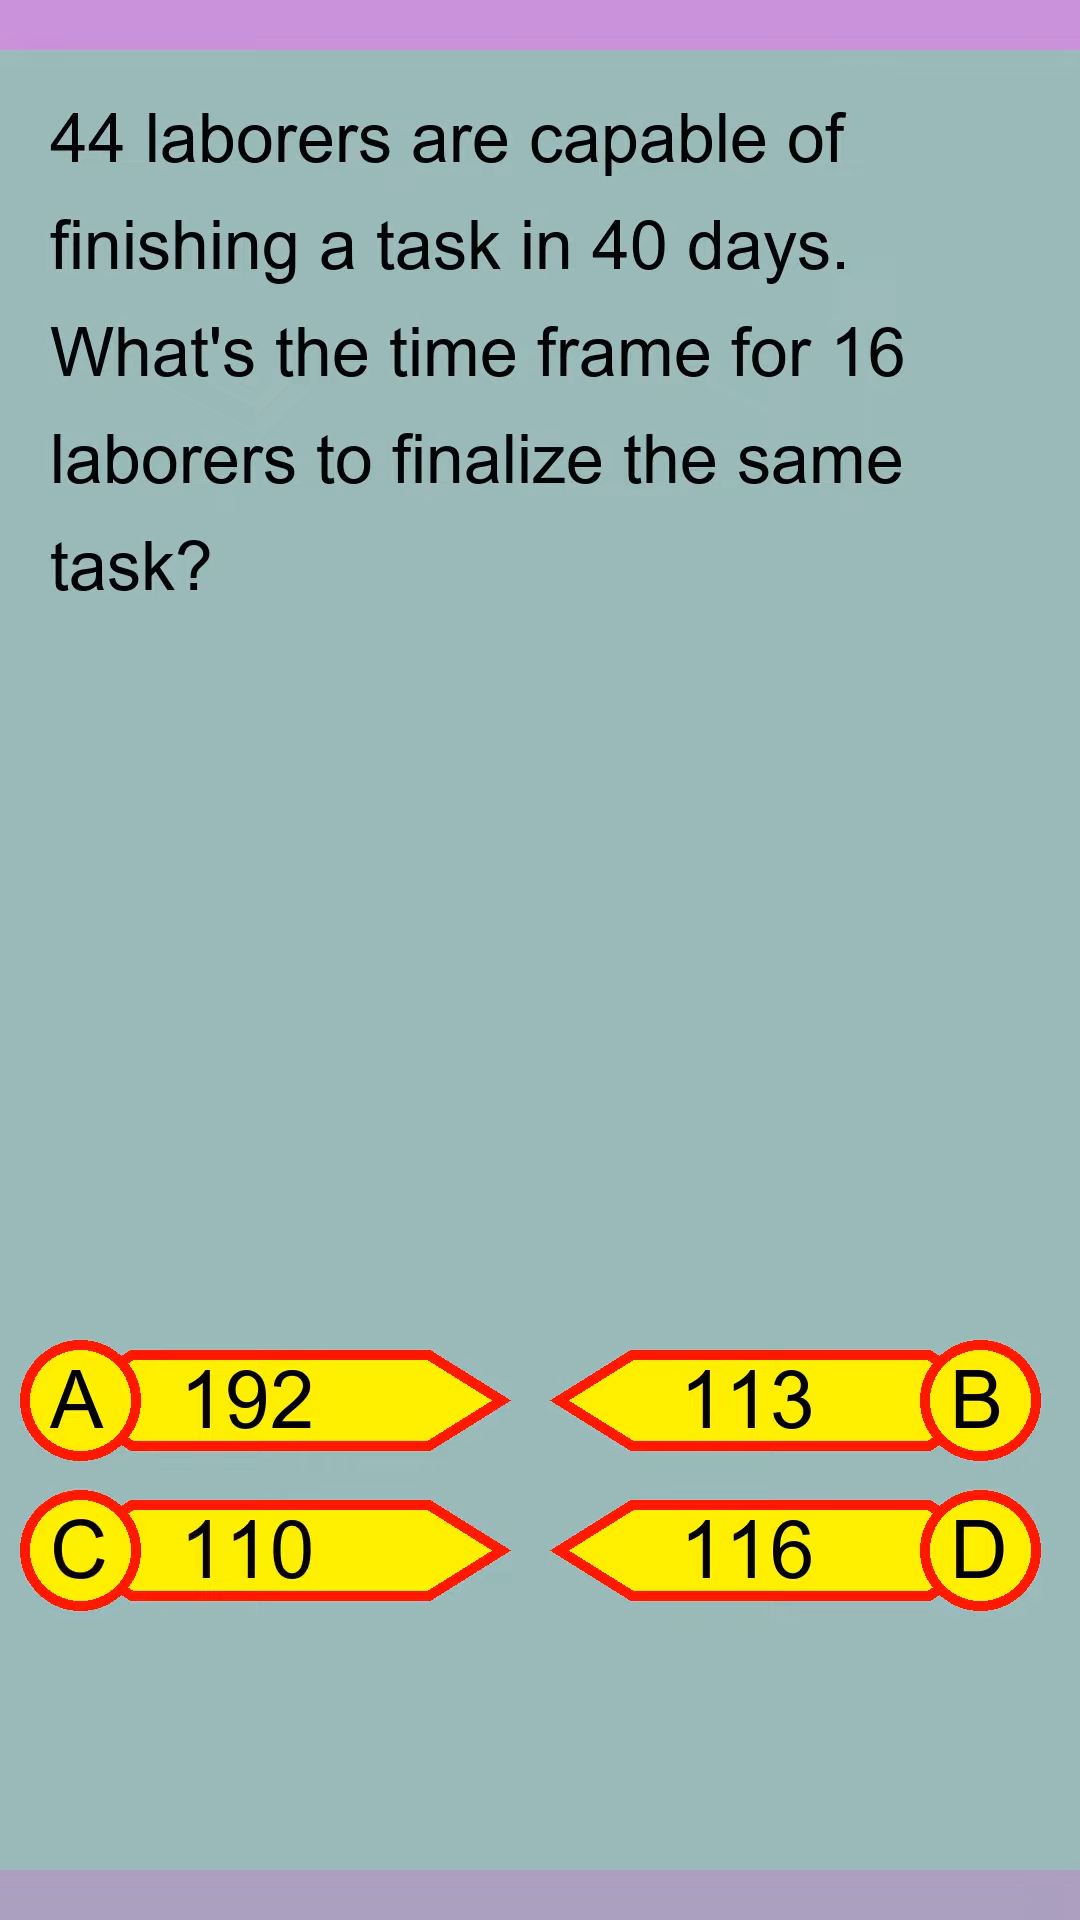 44 laborers are capable of
finishing a task in 40 days.
What's the time frame for 16
laborers to finalize the same
task?
A 192
113 B
C 110
116 D